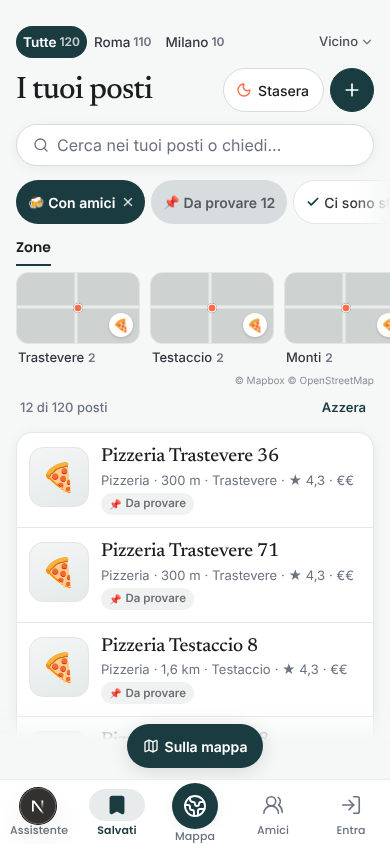 Tutte 120 Roma 110 Milano 10 Vicino
I tuoi posti Stasera
Cerca nei tuoi posti o chiedi...
Con amici Da provare 12 Ci sono
Zone
Trastevere 2 Testaccio 2 Monti 2
© Mapbox © OpenStreetMap
12 di 120 posti Azzera
Pizzeria Trastevere 36
Pizzeria · 300 m · Trastevere · ★ 4,3 · €€
Da provare
Pizzeria Trastevere 71
Pizzeria · 300 m · Trastevere · ★ 4,3 · €€
Da provare
Pizzeria Testaccio 8
Pizzeria · 1,6 km · Testaccio · ★ 4,3 · €€
Da provare
Sulla mappa
N
Assistente Salvati Mappa Amici Entra